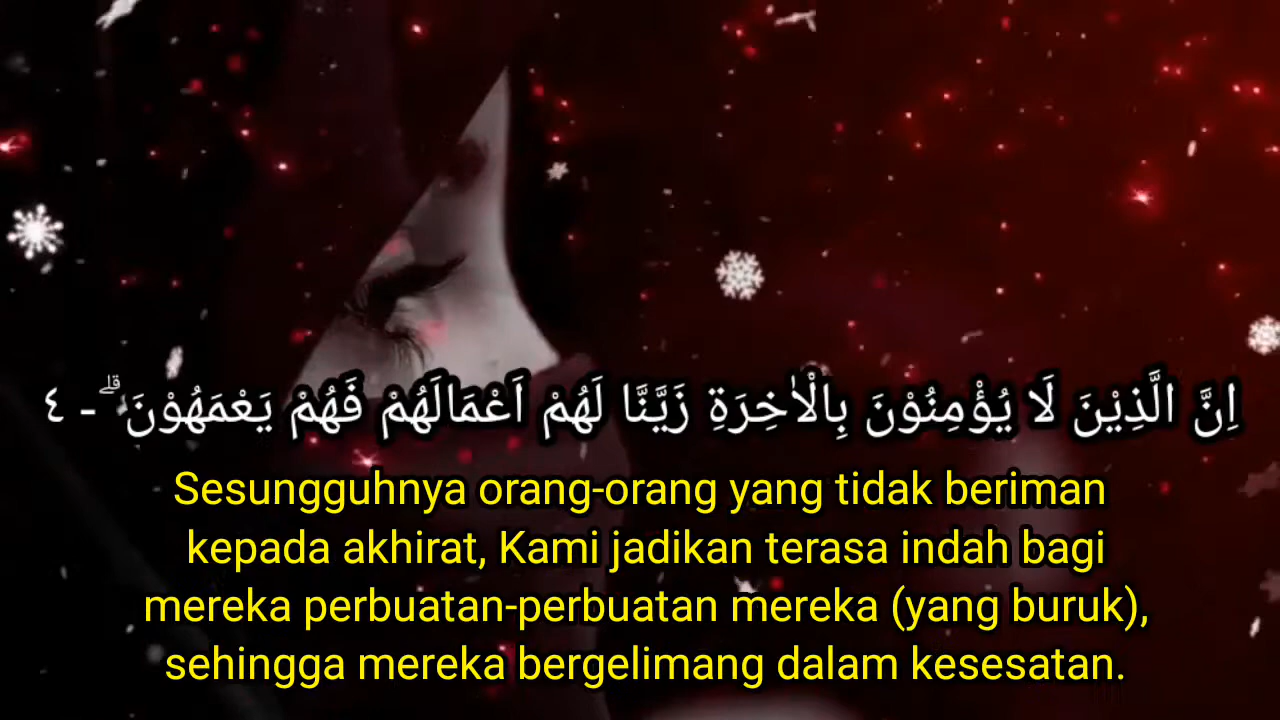 اِنَّ الَّذِيْنَ لَا يُؤْمِنُوْنَ بِالْاٰخِرَةِ زَيَّنَّا لَهُمْ اَعْمَالَهُمْ فَهُمْ يَعْمَهُوْنَ ۗ - ٤
Sesungguhnya orang-orang yang tidak beriman
kepada akhirat, Kami jadikan terasa indah bagi
mereka perbuatan-perbuatan mereka (yang buruk),
sehingga mereka bergelimang dalam kesesatan.